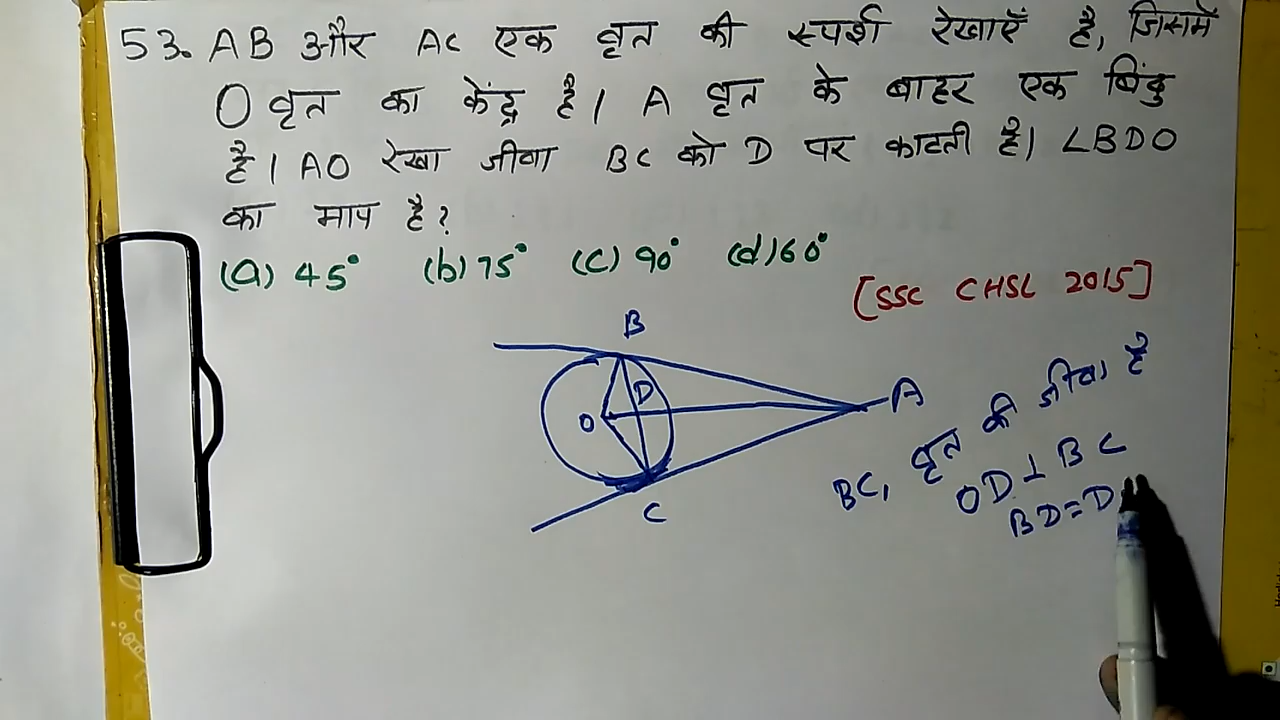 53. AB और AC एक वृत की स्पर्श रेखाएँ है, जिसमें
O वृत का केंद्र है। A वृत के बाहर एक बिंदु
है। AO रेखा जीवा BC को D पर काटती है। ∠BDO
का माप है?
(a) 45° (b) 75° (c) 90° (d) 60°
[SSC CHSL 2015]
B
D
A
O
C
BC, वृत की जीवा है
OD ⊥ BC
BD = D